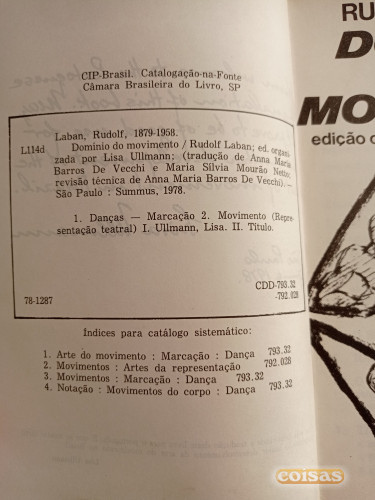 CIP-Brasil. Catalogação-na-Fonte
Câmara Brasileira do Livro, SP
Laban, Rudolf, 1879-1958.
L114d
Domínio do movimento / Rudolf Laban; ed. organi
zada por Lisa Ullmann: (tradução de Anna Maria
Barros De Vecchi e Maria Sílvia Mourão Netto;
revisão técnica de Anna Maria Barros De Vecchi). —
São Paulo : Summus, 1978.
1. Danças — Marcação 2. Movimento (Repre-
sentação teatral) I. Ullmann, Lisa. II. Título.
CDD-793.32
-792.028
78-1287
Índices para catálogo sistemático:
1. Arte do movimento : Marcação : Dança 793.32
2. Movimentos : Artes da representação 792.028
3. Movimentos : Marcação : Dança 793.32
4. Notação : Movimentos do corpo : Dança 793.32
RU
DO
MO
edição o
coisas